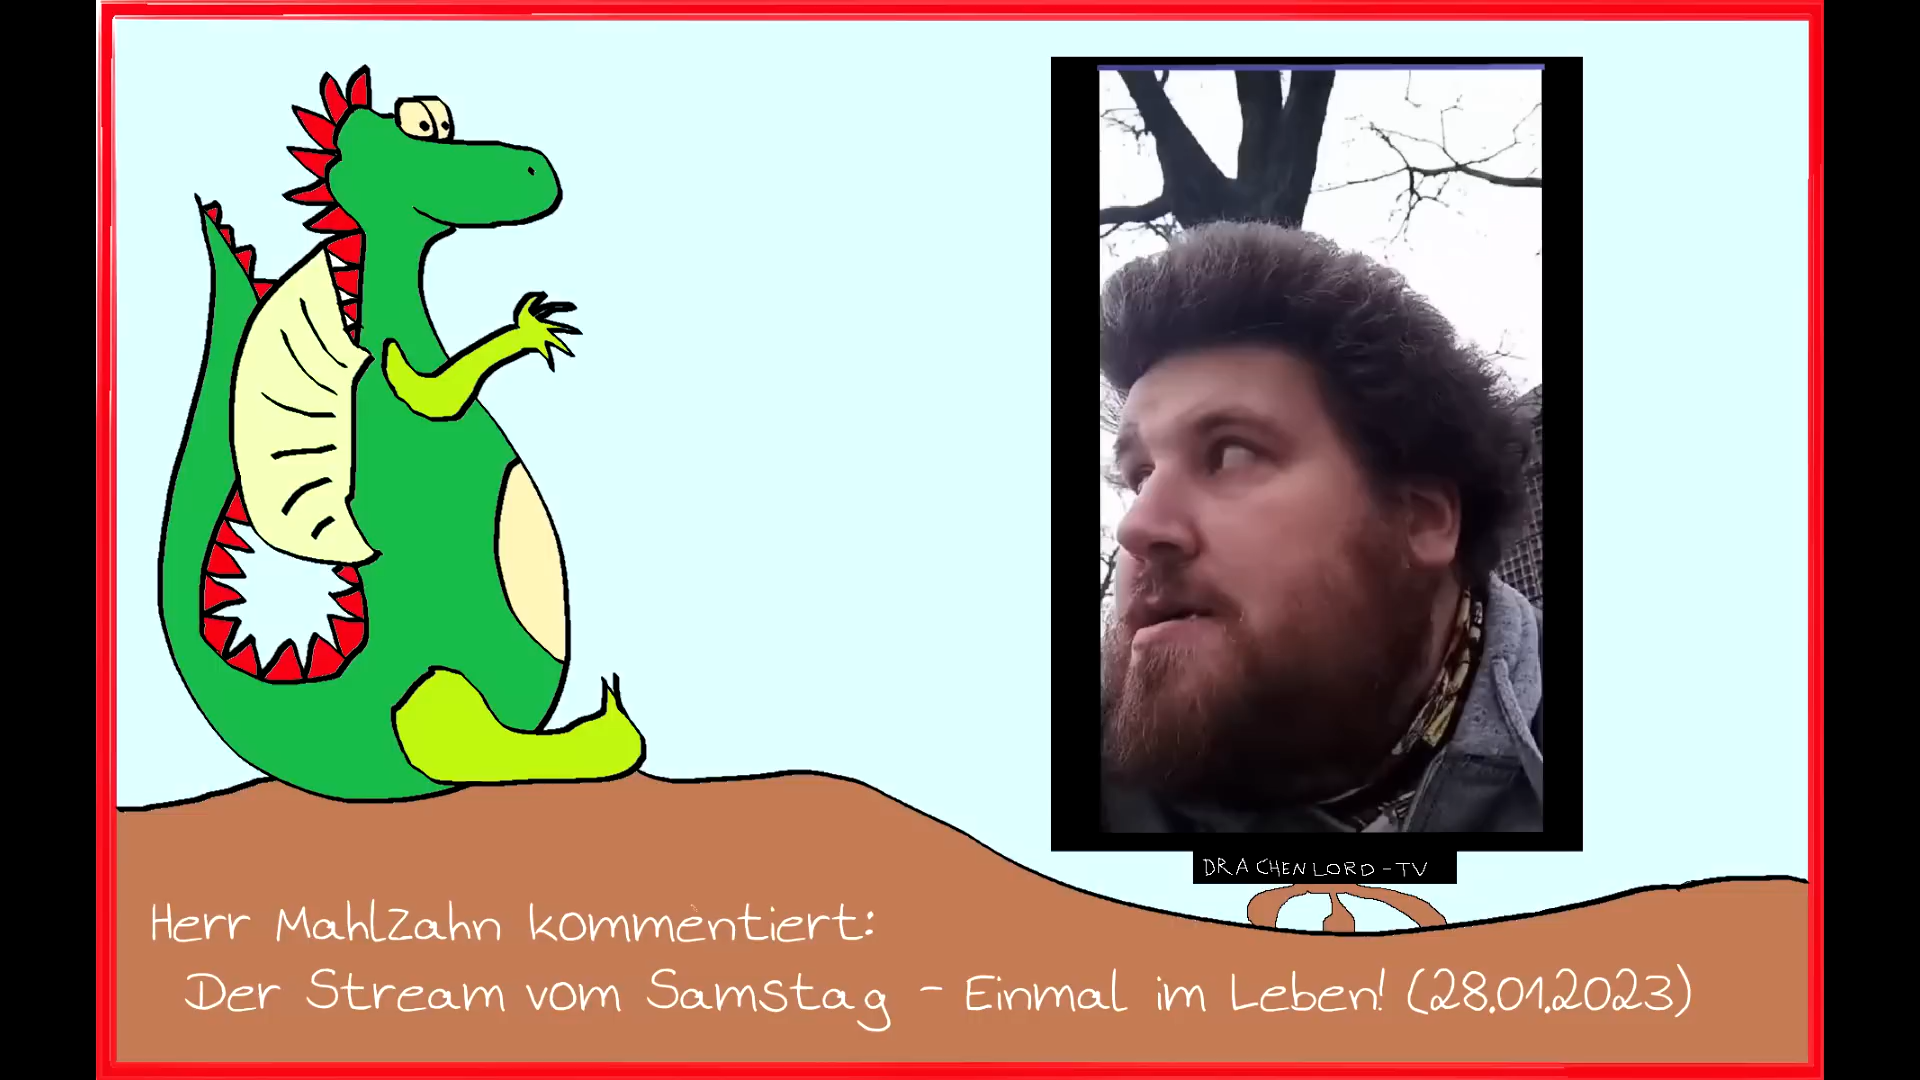 DRACHENLORD-TV
Herr Mahlzahn kommentiert:
Der Stream vom Samstag - Einmal im Leben! (28.01.2023)